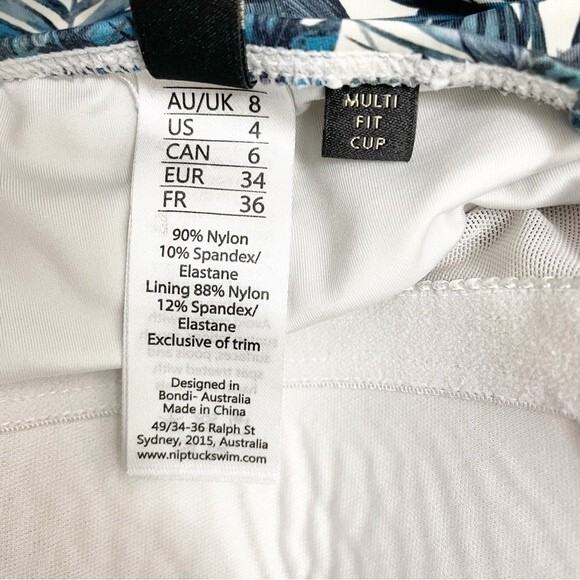 AU/UK 8
US 4
CAN 6
EUR 34
FR 36
90% Nylon
10% Spandex/
Elastane
Lining 88% Nylon
12% Spandex/
Elastane
Exclusive of trim
Designed in
Bondi- Australia
Made in China
49/34-36 Ralph St
Sydney, 2015, Australia
www.niptuckswim.com
MULTI
FIT
CUP